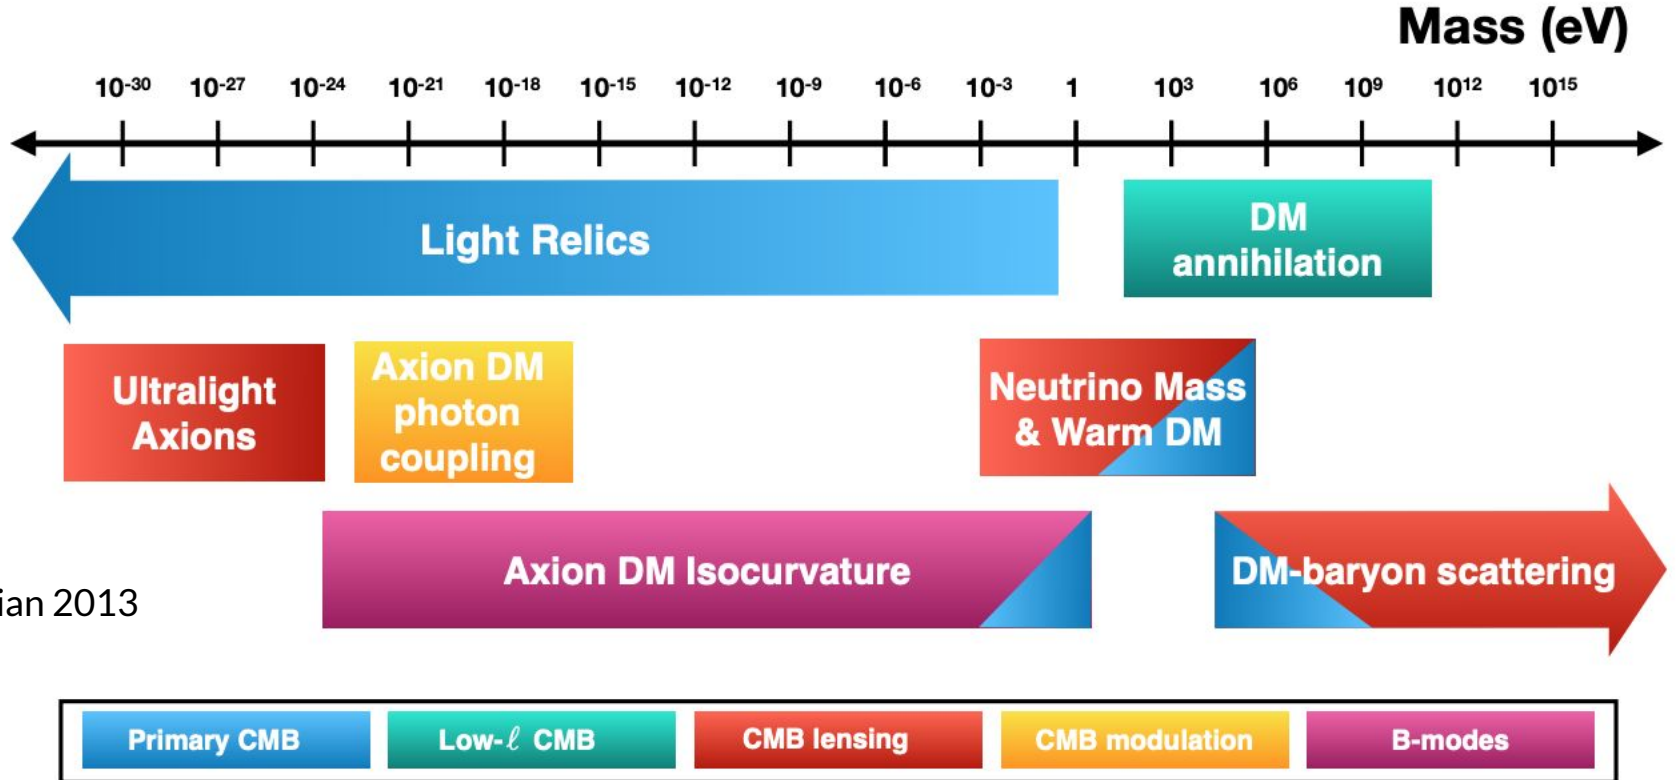 Mass (eV)
10⁻³⁰ 10⁻²⁷ 10⁻²⁴ 10⁻²¹ 10⁻¹⁸ 10⁻¹⁵ 10⁻¹² 10⁻⁹ 10⁻⁶ 10⁻³ 1 10³ 10⁶ 10⁹ 10¹² 10¹⁵
Light Relics
DM
annihilation
Ultralight
Axions
Axion DM
photon
coupling
Neutrino Mass
& Warm DM
Axion DM Isocurvature
DM-baryon scattering
ian 2013
Primary CMB
Low-ℓ CMB
CMB lensing
CMB modulation
B-modes